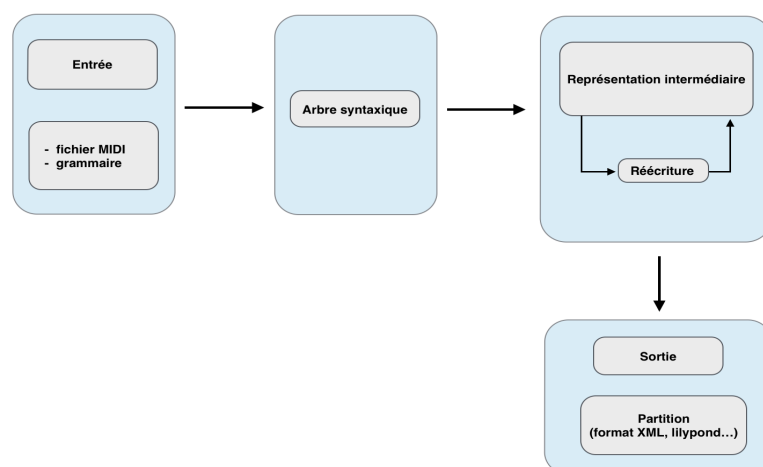 Entrée
- fichier MIDI
- grammaire
Arbre syntaxique
Représentation intermédiaire
Réécriture
Sortie
Partition
(format XML, lilypond...)